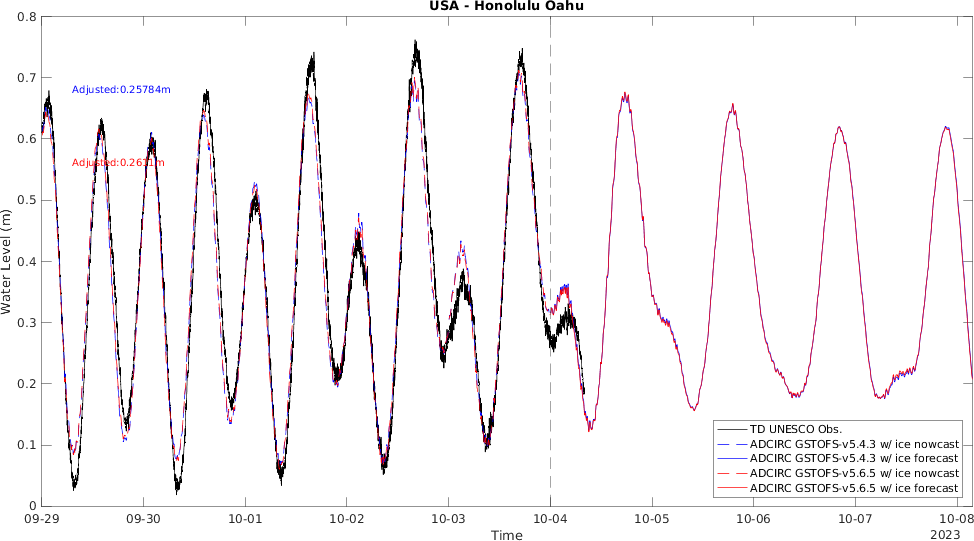 USA - Honolulu Oahu
0.8
0.7
0.6
0.5
0.4
0.3
0.2
0.1
0
Water Level (m)
Adjusted:0.25784m
Adjusted:0.2631m
TD UNESCO Obs.
ADCIRC GSTOFS-v5.4.3 w/ ice nowcast
ADCIRC GSTOFS-v5.4.3 w/ ice forecast
ADCIRC GSTOFS-v5.6.5 w/ ice nowcast
ADCIRC GSTOFS-v5.6.5 w/ ice forecast
09-29 09-30 10-01 10-02 10-03 10-04 10-05 10-06 10-07 10-08
2023
Time